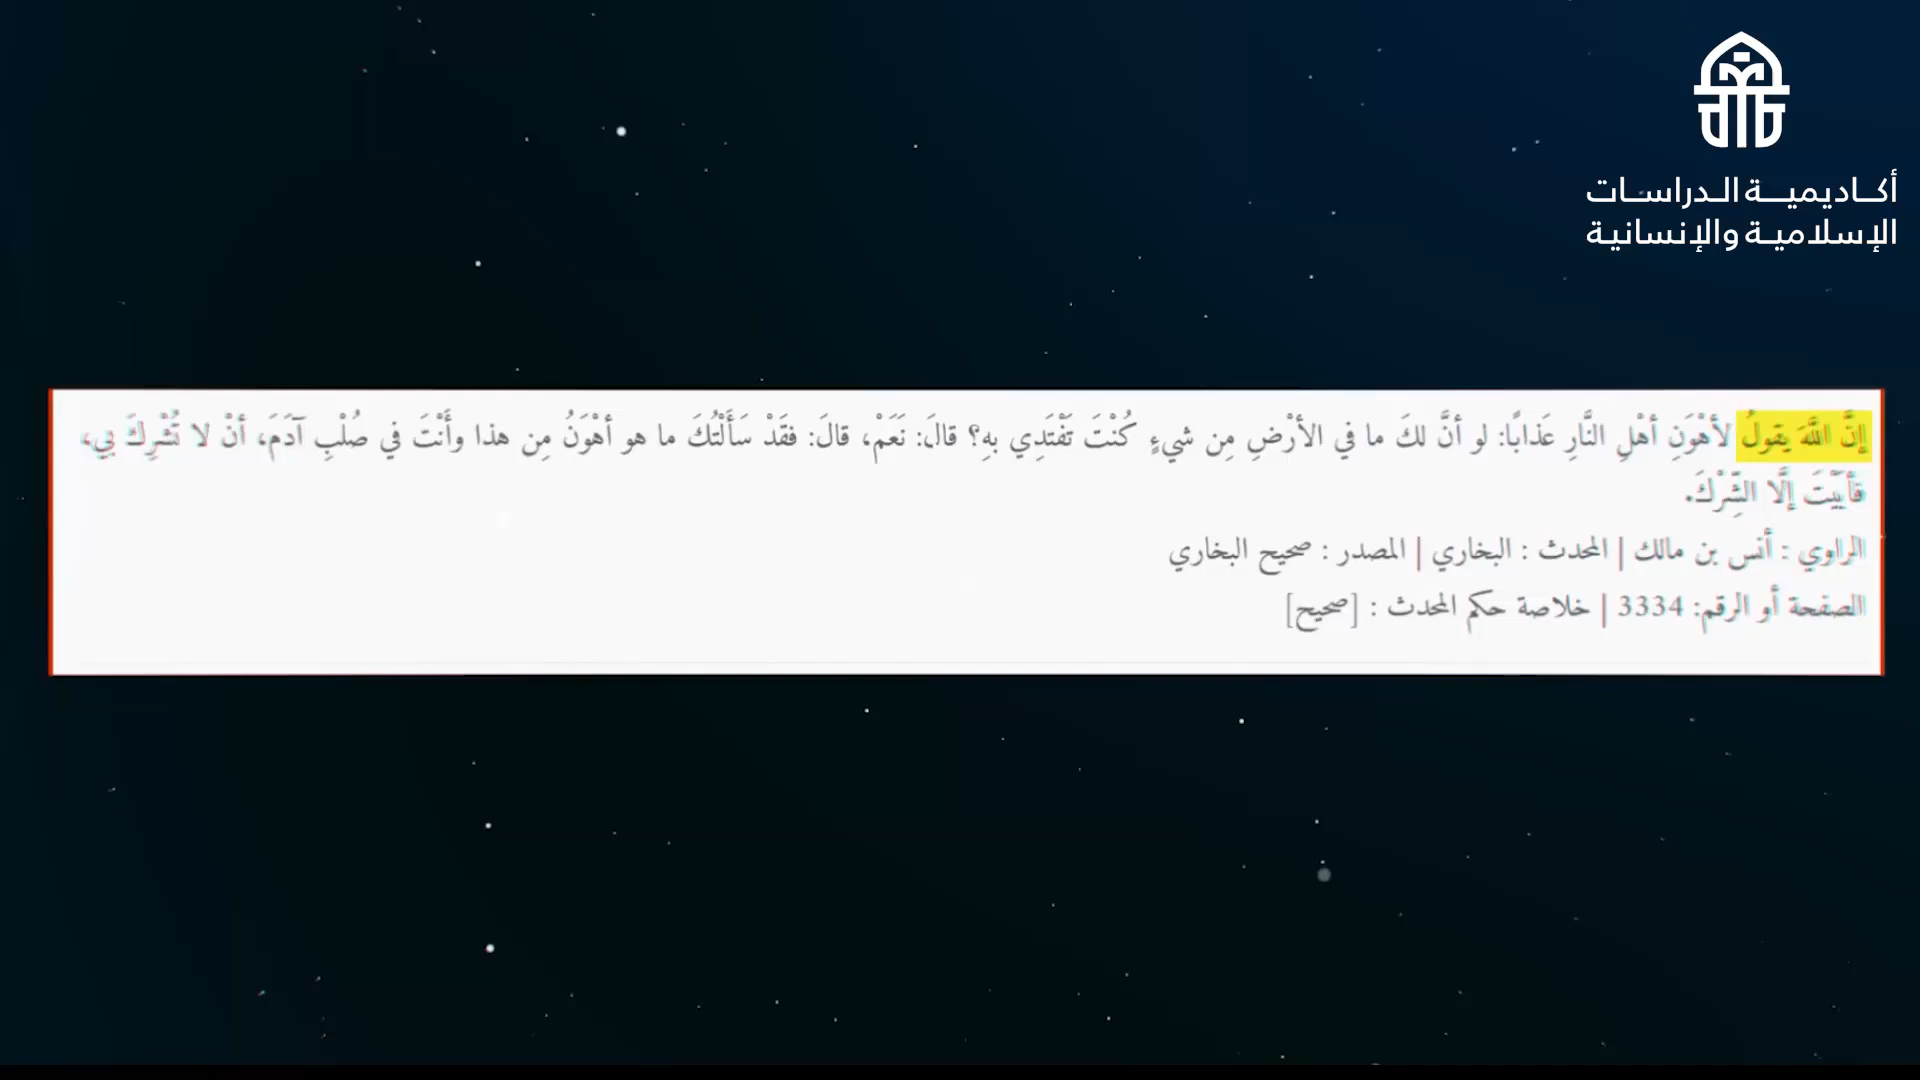 أكاديمية الدراسات
الإسلامية والإنسانية
إنَّ اللَّهَ يقولُ لأهْوَنِ أهْلِ النَّارِ عَذابًا: لو أنَّ لكَ ما في الأرْضِ مِن شيءٍ كُنْتَ تَفْتَدِي بهِ؟ قالَ: نَعَمْ، قالَ: فقَدْ سَأَلْتُكَ ما هو أهْوَنُ مِن هذا وأَنْتَ في صُلْبِ آدَمَ، أنْ لا تُشْرِكَ بي،
فأبَيْتَ إلَّا الشِّرْكَ.
الراوي : أنس بن مالك | المحدث : البخاري | المصدر : صحيح البخاري
الصفحة أو الرقم: 3334 | خلاصة حكم المحدث : [صحيح]